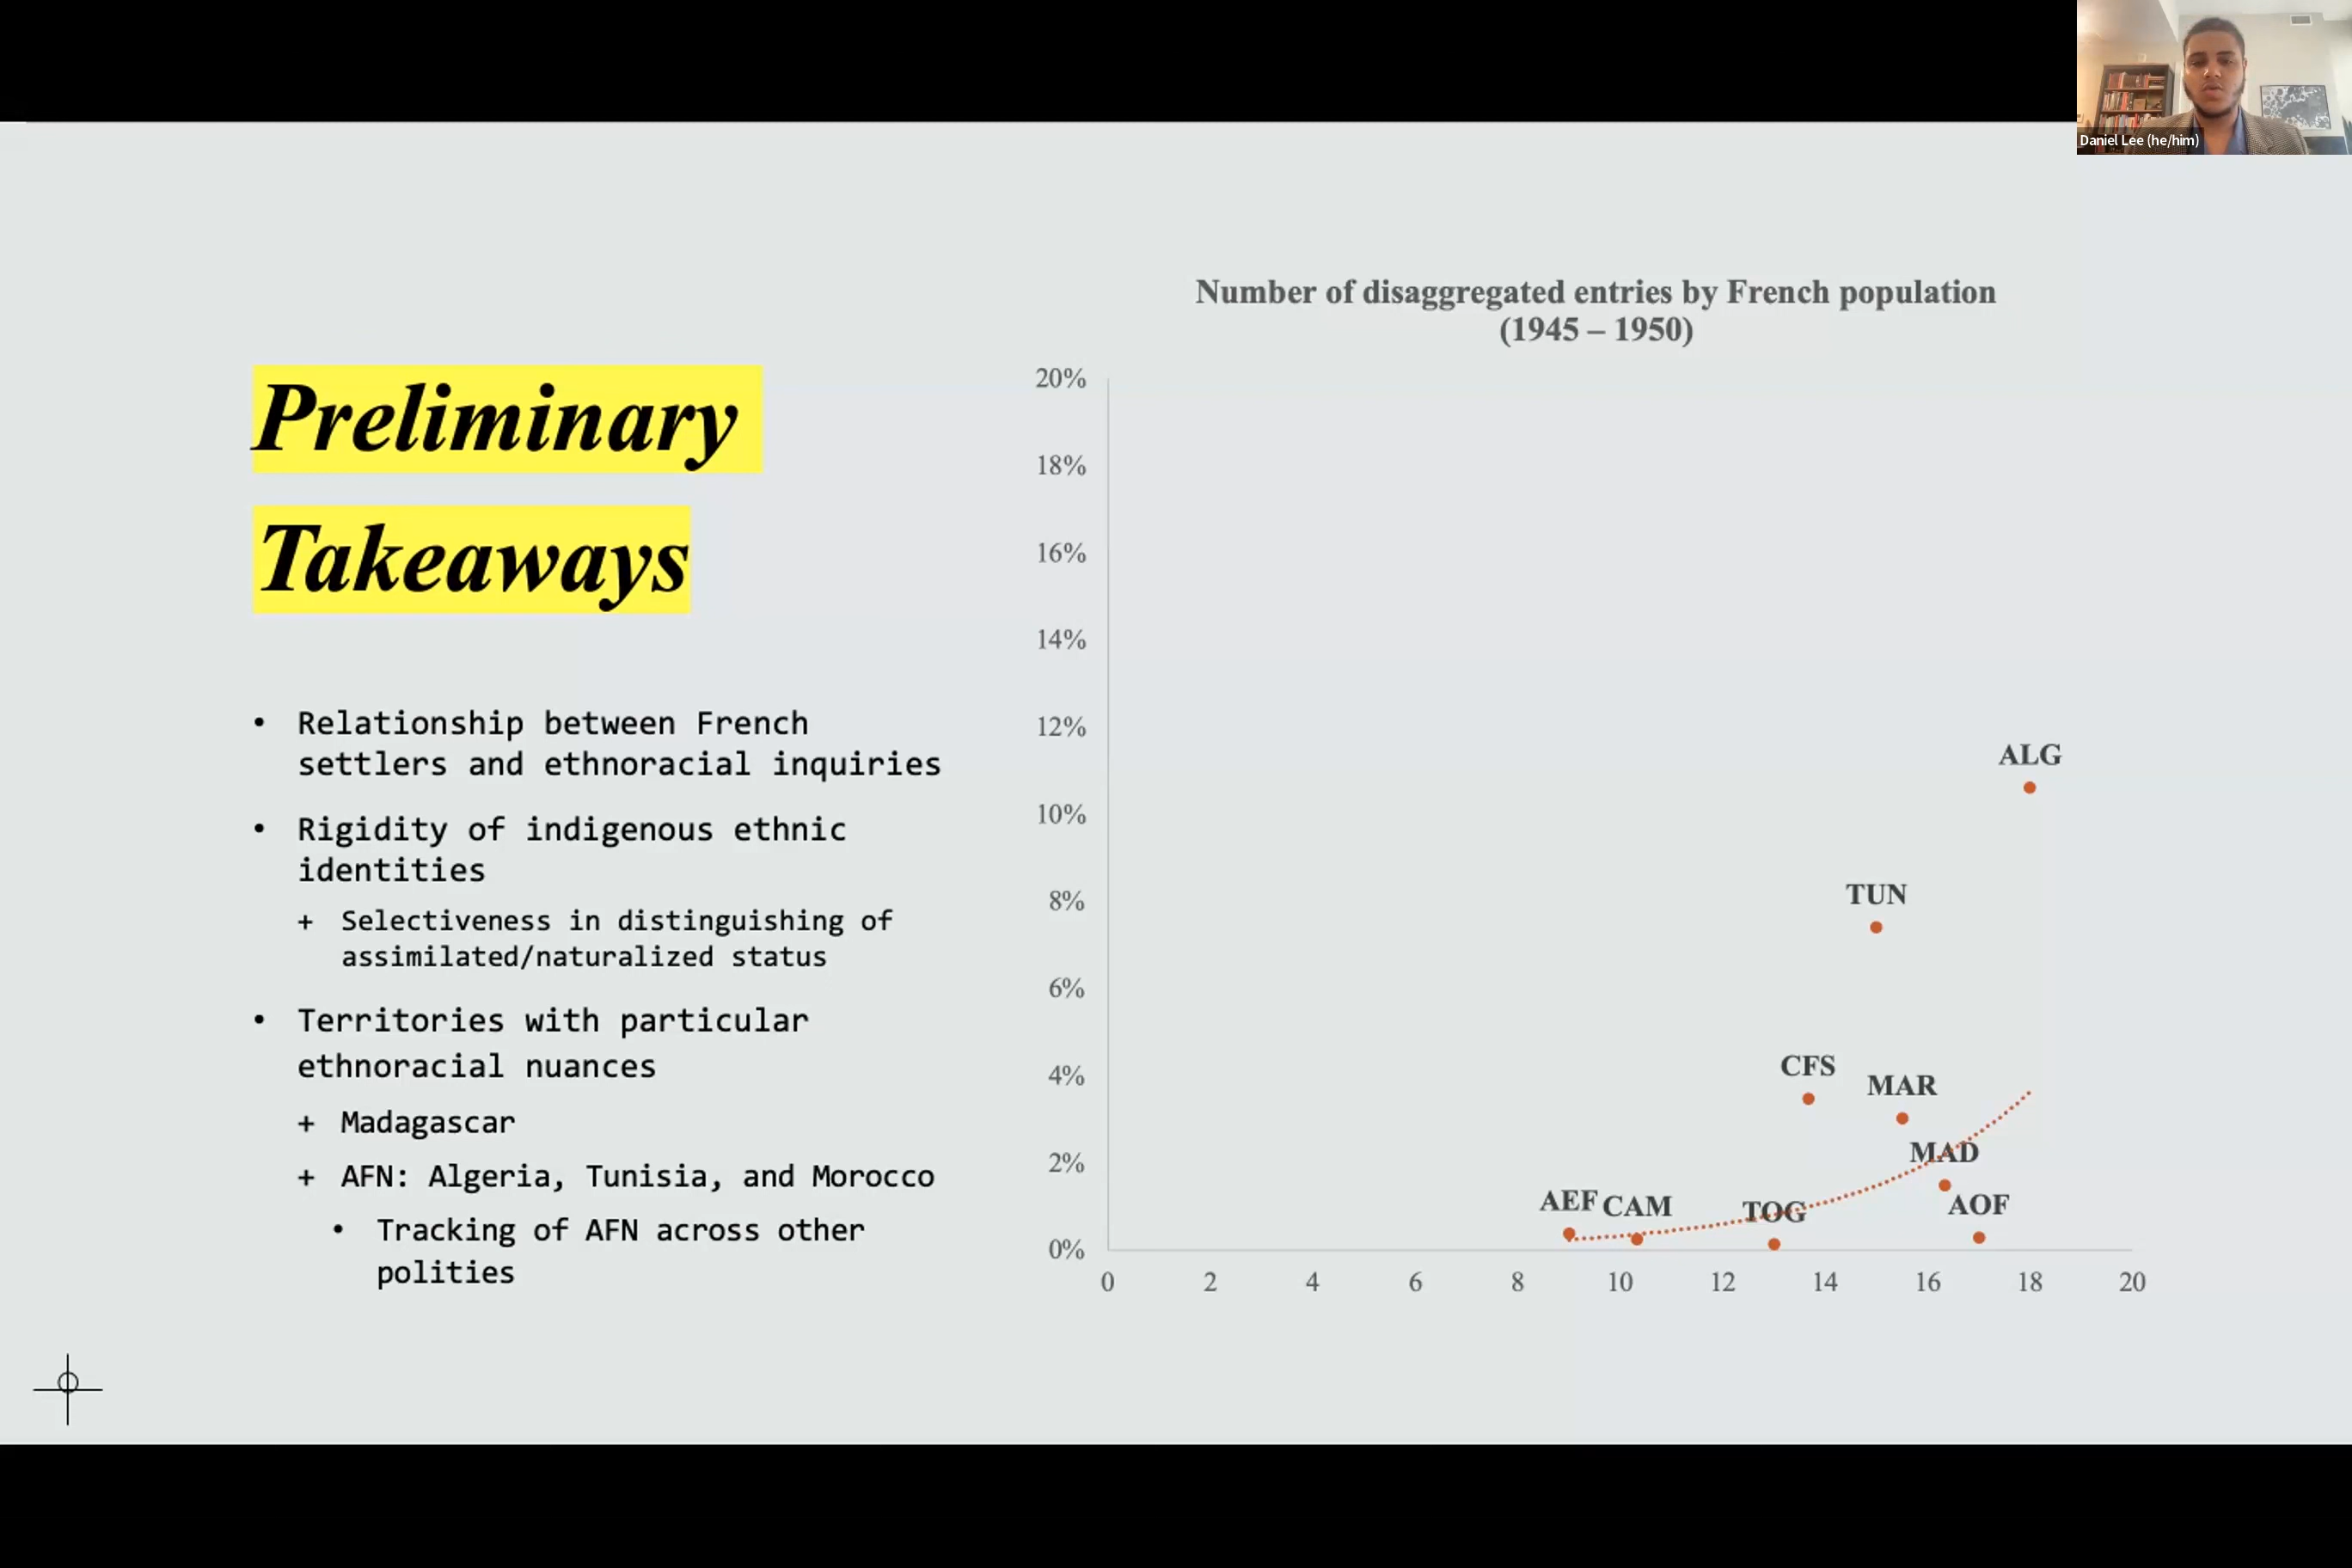 Daniel Lee (he/him)
Preliminary
Takeaways
• Relationship between French
settlers and ethnoracial inquiries
• Rigidity of indigenous ethnic
identities
+ Selectiveness in distinguishing of
assimilated/naturalized status
• Territories with particular
ethnoracial nuances
+ Madagascar
+ AFN: Algeria, Tunisia, and Morocco
• Tracking of AFN across other
polities
Number of disaggregated entries by French population
(1945 – 1950)
20%
18%
16%
14%
12%
10%
8%
6%
4%
2%
0%
ALG
TUN
CFS
MAR
MAD
AEF CAM TOG AOF
0 2 4 6 8 10 12 14 16 18 20